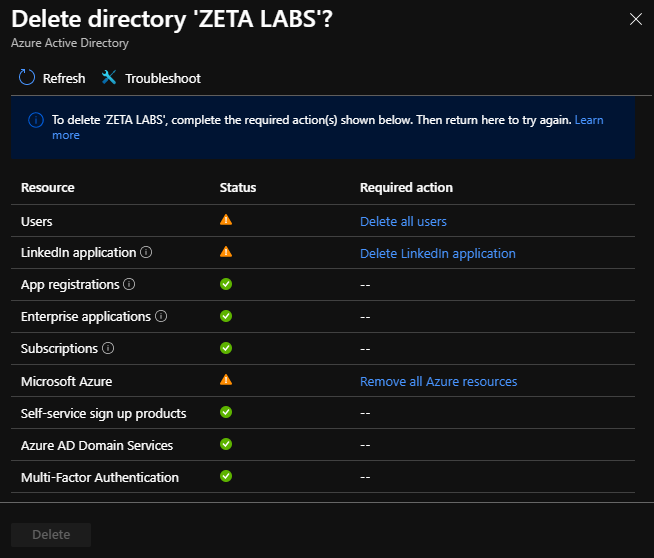 Delete directory 'ZETA LABS'?
Azure Active Directory
Refresh Troubleshoot
To delete 'ZETA LABS', complete the required action(s) shown below. Then return here to try again. Learn
more
Resource Status Required action
Users Delete all users
LinkedIn application Delete LinkedIn application
App registrations --
Enterprise applications --
Subscriptions --
Microsoft Azure Remove all Azure resources
Self-service sign up products --
Azure AD Domain Services --
Multi-Factor Authentication --
Delete